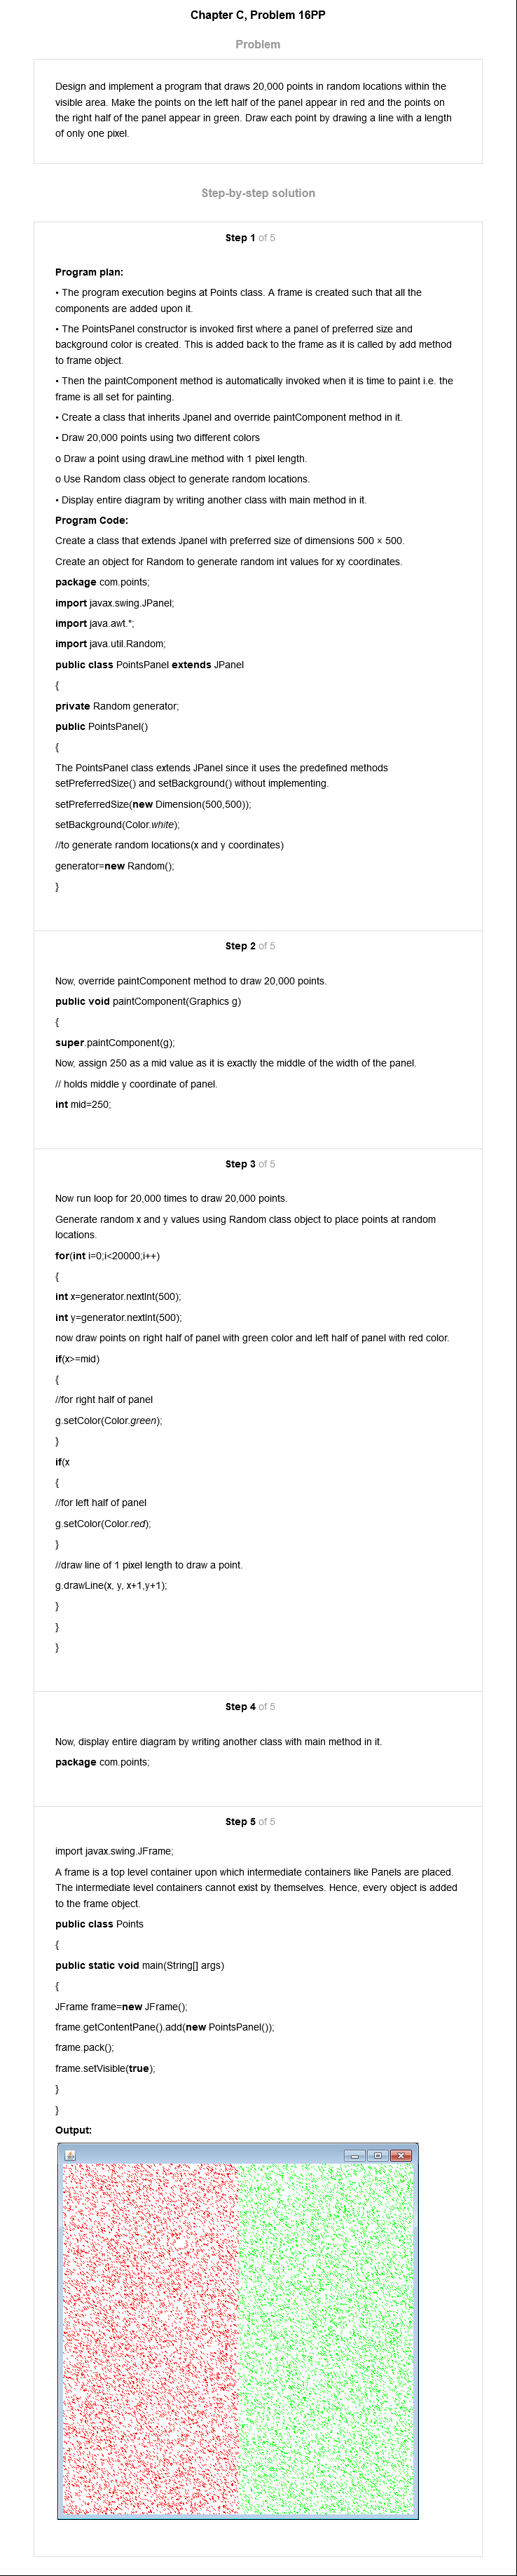 Chapter C, Problem 16PP
Problem
Design and implement a program that draws 20,000 points in random locations within the
visible area. Make the points on the left half of the panel appear in red and the points on
the right half of the panel appear in green. Draw each point by drawing a line with a length
of only one pixel.
Step-by-step solution
Step 1 of 5
Program plan:
• The program execution begins at Points class. A frame is created such that all the
components are added upon it.
• The PointsPanel constructor is invoked first where a panel of preferred size and
background color is created. This is added back to the frame as it is called by add method
to frame object.
• Then the paintComponent method is automatically invoked when it is time to paint i.e. the
frame is all set for painting.
• Create a class that inherits Jpanel and override paintComponent method in it.
• Draw 20,000 points using two different colors
o Draw a point using drawLine method with 1 pixel length.
o Use Random class object to generate random locations.
• Display entire diagram by writing another class with main method in it.
Program Code:
Create a class that extends Jpanel with preferred size of dimensions 500 × 500.
Create an object for Random to generate random int values for xy coordinates.
package com.points;
import javax.swing.JPanel;
import java.awt.*;
import java.util.Random;
public class PointsPanel extends JPanel
{
private Random generator;
public PointsPanel()
{
The PointsPanel class extends JPanel since it uses the predefined methods
setPreferredSize() and setBackground() without implementing.
setPreferredSize(new Dimension(500,500));
setBackground(Color.white);
//to generate random locations(x and y coordinates)
generator=new Random();
}
Step 2 of 5
Now, override paintComponent method to draw 20,000 points.
public void paintComponent(Graphics g)
{
super.paintComponent(g);
Now, assign 250 as a mid value as it is exactly the middle of the width of the panel.
// holds middle y coordinate of panel.
int mid=250;
Step 3 of 5
Now run loop for 20,000 times to draw 20,000 points.
Generate random x and y values using Random class object to place points at random
locations.
for(int i=0;i<20000;i++)
{
int x=generator.nextInt(500);
int y=generator.nextInt(500);
now draw points on right half of panel with green color and left half of panel with red color.
if(x>=mid)
{
//for right half of panel
g.setColor(Color.green);
}
if(x
{
//for left half of panel
g.setColor(Color.red);
}
//draw line of 1 pixel length to draw a point.
g.drawLine(x, y, x+1,y+1);
}
}
}
Step 4 of 5
Now, display entire diagram by writing another class with main method in it.
package com.points;
Step 5 of 5
import javax.swing.JFrame;
A frame is a top level container upon which intermediate containers like Panels are placed.
The intermediate level containers cannot exist by themselves. Hence, every object is added
to the frame object.
public class Points
{
public static void main(String[] args)
{
JFrame frame=new JFrame();
frame.getContentPane().add(new PointsPanel());
frame.pack();
frame.setVisible(true);
}
}
Output: